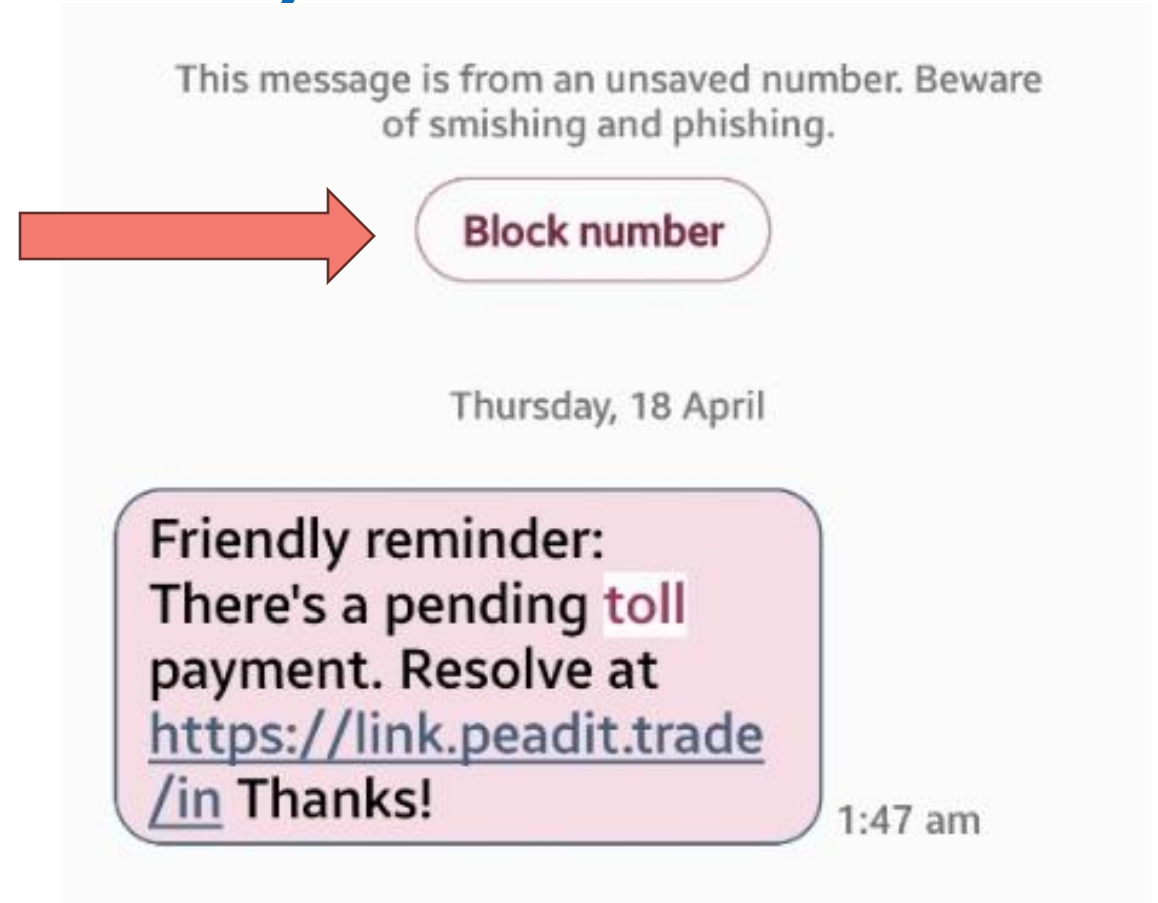 This message is from an unsaved number. Beware
of smishing and phishing.
Block number
Thursday, 18 April
Friendly reminder:
There's a pending toll
payment. Resolve at
https://link.peadit.trade
/in Thanks!
1:47 am